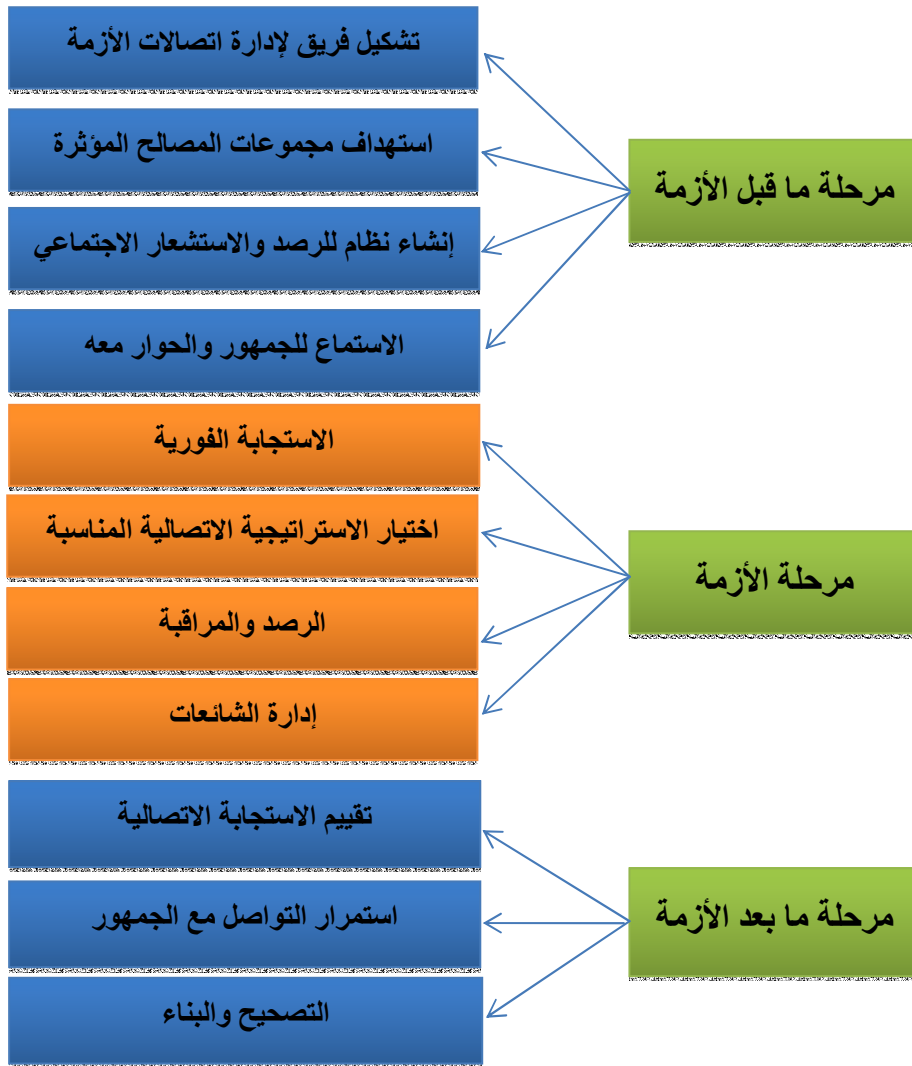 مرحلة ما قبل الأزمة
تشكيل فريق لإدارة اتصالات الأزمة
استهداف مجموعات المصالح المؤثرة
إنشاء نظام للرصد والاستشعار الاجتماعي
الاستماع للجمهور والحوار معه
مرحلة الأزمة
الاستجابة الفورية
اختيار الاستراتيجية الاتصالية المناسبة
الرصد والمراقبة
إدارة الشائعات
مرحلة ما بعد الأزمة
تقييم الاستجابة الاتصالية
استمرار التواصل مع الجمهور
التصحيح والبناء